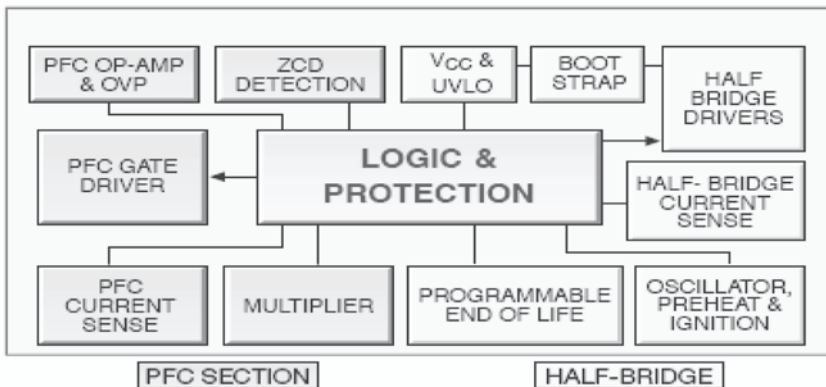 PFC OP-AMP
& OVP
ZCD
DETECTION
VCC &
UVLO
BOOT
STRAP
HALF
BRIDGE
DRIVERS
PFC GATE
DRIVER
LOGIC &
PROTECTION
HALF- BRIDGE
CURRENT
SENSE
PFC
CURRENT
SENSE
MULTIPLIER
PROGRAMMABLE
END OF LIFE
OSCILLATOR,
PREHEAT &
IGNITION
PFC SECTION
HALF-BRIDGE